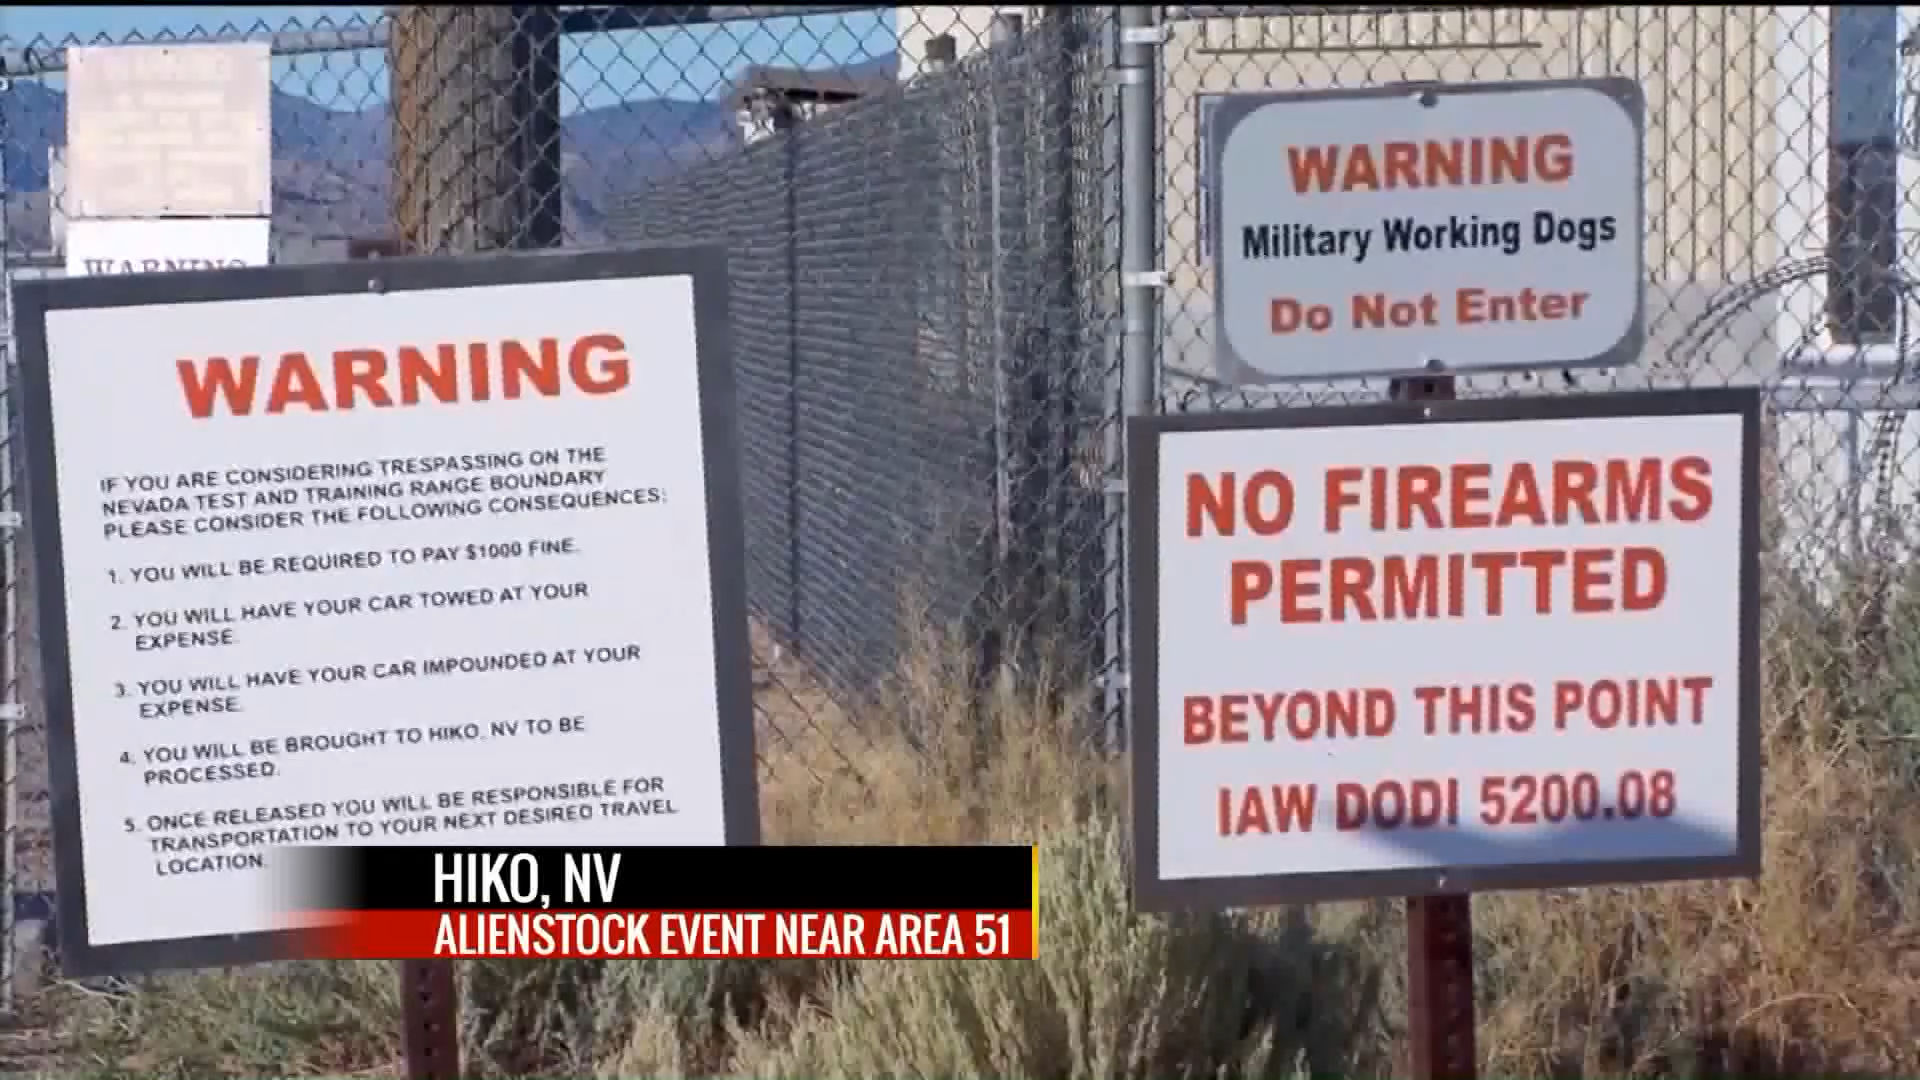 WARNING
WARNING
IF YOU ARE CONSIDERING TRESPASSING ON THE
NEVADA TEST AND TRAINING RANGE BOUNDARY
PLEASE CONSIDER THE FOLLOWING CONSEQUENCES:
1. YOU WILL BE REQUIRED TO PAY $1000 FINE.
2. YOU WILL HAVE YOUR CAR TOWED AT YOUR
EXPENSE.
3. YOU WILL HAVE YOUR CAR IMPOUNDED AT YOUR
EXPENSE.
4. YOU WILL BE BROUGHT TO HIKO, NV TO BE
PROCESSED.
5. ONCE RELEASED YOU WILL BE RESPONSIBLE FOR
TRANSPORTATION TO YOUR NEXT DESIRED TRAVEL
LOCATION.
WARNING
Military Working Dogs
Do Not Enter
NO FIREARMS
PERMITTED
BEYOND THIS POINT
IAW DODI 5200.08
HIKO, NV
ALIENSTOCK EVENT NEAR AREA 51